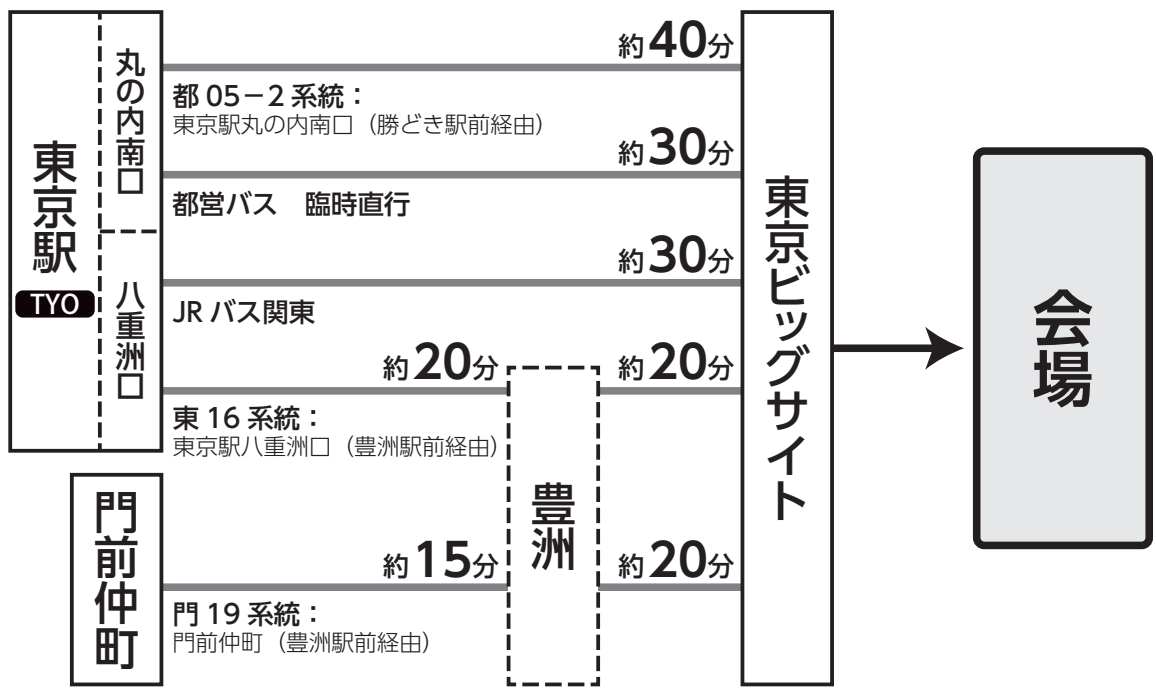 東京駅
TYO
丸の内南口
八重洲口
約40分
都05－2系統：
東京駅丸の内南口（勝どき駅前経由）
約30分
都営バス　臨時直行
約30分
JRバス関東
約20分
約20分
東16系統：
東京駅八重洲口（豊洲駅前経由）
門前仲町
約15分
約20分
門19系統：
門前仲町（豊洲駅前経由）
豊洲
東京ビッグサイト
会場